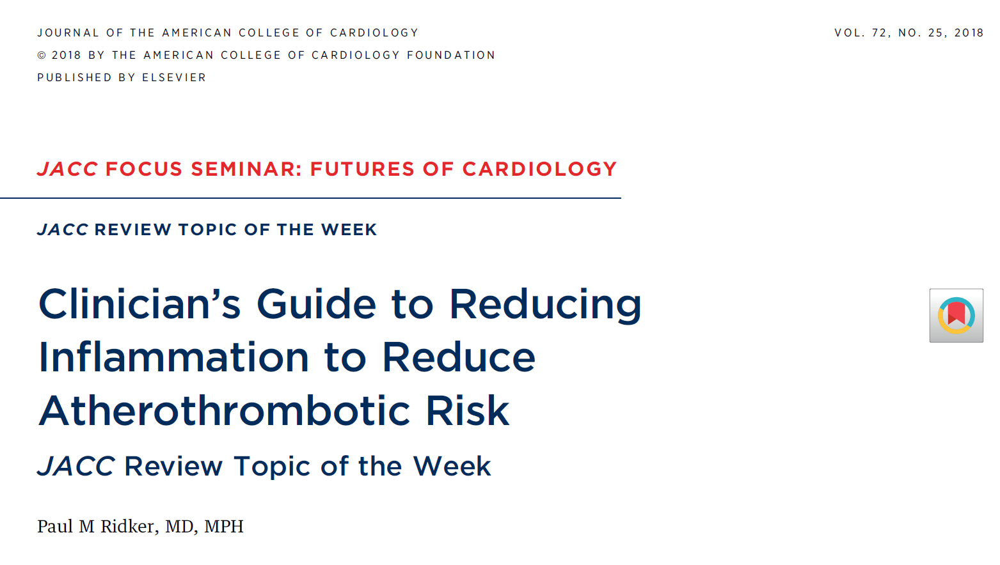 JOURNAL OF THE AMERICAN COLLEGE OF CARDIOLOGY
VOL. 72, NO. 25, 2018
© 2018 BY THE AMERICAN COLLEGE OF CARDIOLOGY FOUNDATION
PUBLISHED BY ELSEVIER
JACC FOCUS SEMINAR: FUTURES OF CARDIOLOGY
JACC REVIEW TOPIC OF THE WEEK
Clinician’s Guide to Reducing
Inflammation to Reduce
Atherothrombotic Risk
JACC Review Topic of the Week
Paul M Ridker, MD, MPH